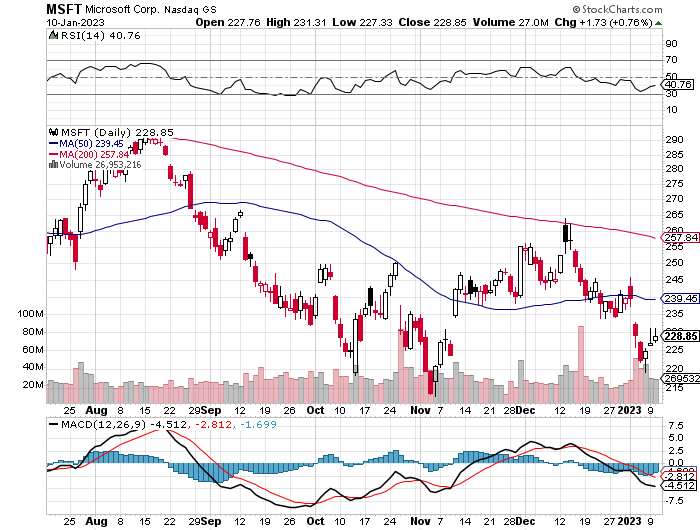 MSFT Microsoft Corp. Nasdaq GS © StockCharts.com
10-Jan-2023 Open 227.76 High 231.31 Low 227.33 Close 228.85 Volume 27.0M Chg +1.73 (+0.76%)
RSI(14) 40.76
90
70
50
40.76
30
10
MSFT (Daily) 228.85
MA(50) 239.45
MA(200) 257.84
Volume 26,953,216
290
285
280
275
270
265
260
257.84
255
250
245
240
239.45
235
230
228.85
225
220
215
100M
80M
60M
40M
20M
25 Aug 8 15 22 Sep 12 19 26 Oct 10 17 24 Nov 7 14 21 28 Dec 12 19 27 2023 9
MACD(12,26,9) -4.512, -2.812, -1.699
7.5
5.0
2.5
0.0
-2.812
-4.512
-7.5
25 Aug 8 15 22 Sep 12 19 26 Oct 10 17 24 Nov 7 14 21 28 Dec 12 19 27 2023 9